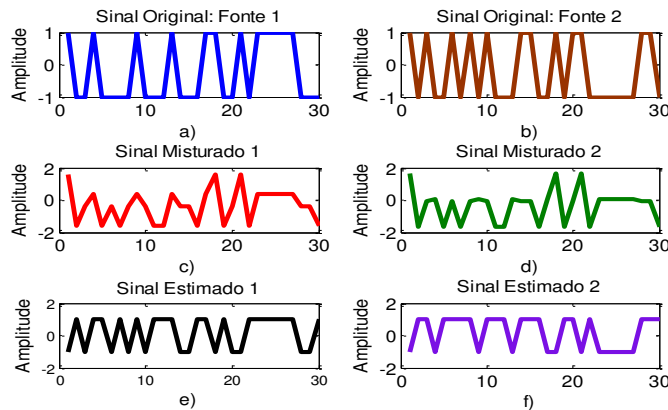 Sinal Original: Fonte 1
Sinal Original: Fonte 2
Amplitude
1
0
-1
0
10
20
30
a)
Amplitude
1
0
-1
0
10
20
30
b)
Sinal Misturado 1
Sinal Misturado 2
2
0
-2
0
10
20
30
c)
2
0
-2
0
10
20
30
d)
Sinal Estimado 1
Sinal Estimado 2
Amplitude
2
0
-2
0
10
20
30
e)
2
0
-2
0
10
20
30
f)